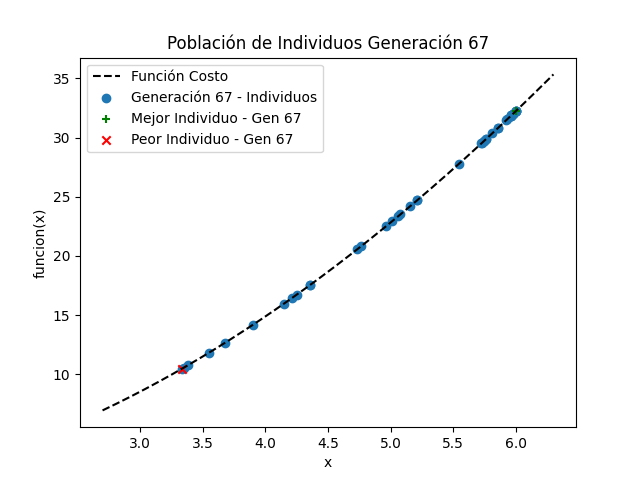 Población de Individuos Generación 67
Función Costo
Generación 67 - Individuos
Mejor Individuo - Gen 67
Peor Individuo - Gen 67
funcion(x)
35
30
25
20
15
10
3.0 3.5 4.0 4.5 5.0 5.5 6.0
x